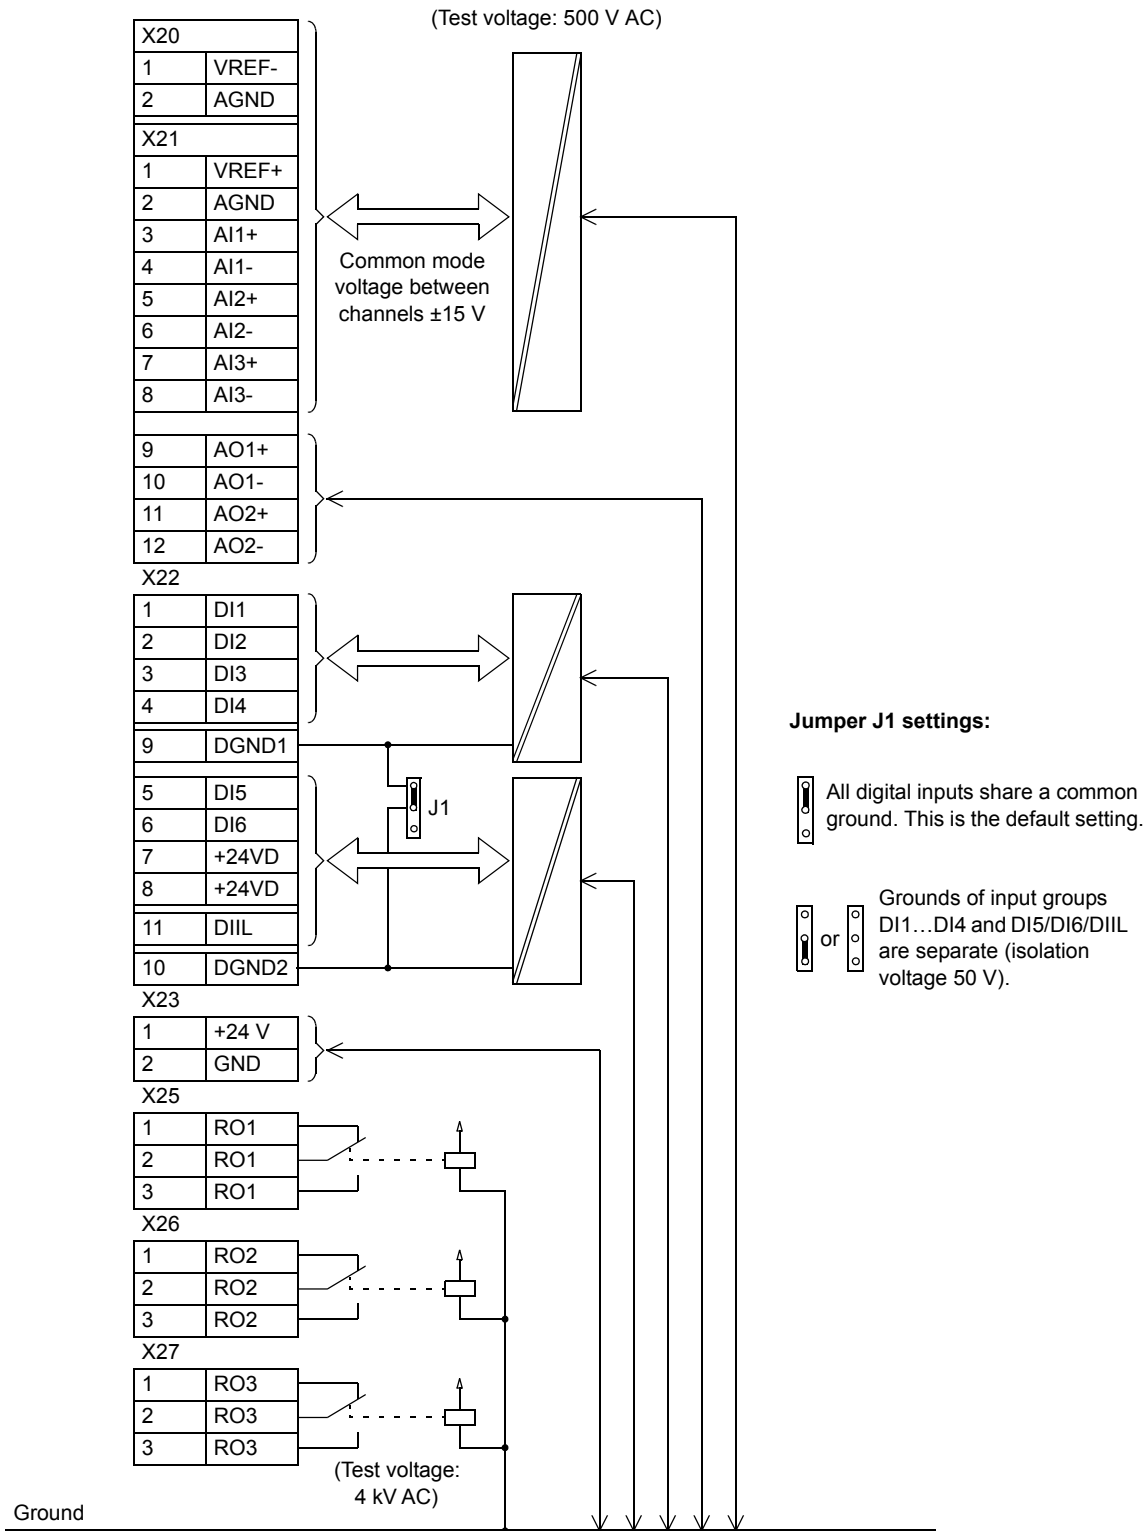 (Test voltage: 500 V AC)
X20
1 VREF-
2 AGND
X21
1 VREF+
2 AGND
3 AI1+
4 AI1-
5 AI2+
6 AI2-
7 AI3+
8 AI3-
Common mode
voltage between
channels ±15 V
9 AO1+
10 AO1-
11 AO2+
12 AO2-
X22
1 DI1
2 DI2
3 DI3
4 DI4
9 DGND1
5 DI5
6 DI6
7 +24VD
8 +24VD
11 DIIL
10 DGND2
J1
Jumper J1 settings:
All digital inputs share a common
ground. This is the default setting.
or
Grounds of input groups
DI1…DI4 and DI5/DI6/DIIL
are separate (isolation
voltage 50 V).
X23
1 +24 V
2 GND
X25
1 RO1
2 RO1
3 RO1
X26
1 RO2
2 RO2
3 RO2
X27
1 RO3
2 RO3
3 RO3
(Test voltage:
4 kV AC)
Ground